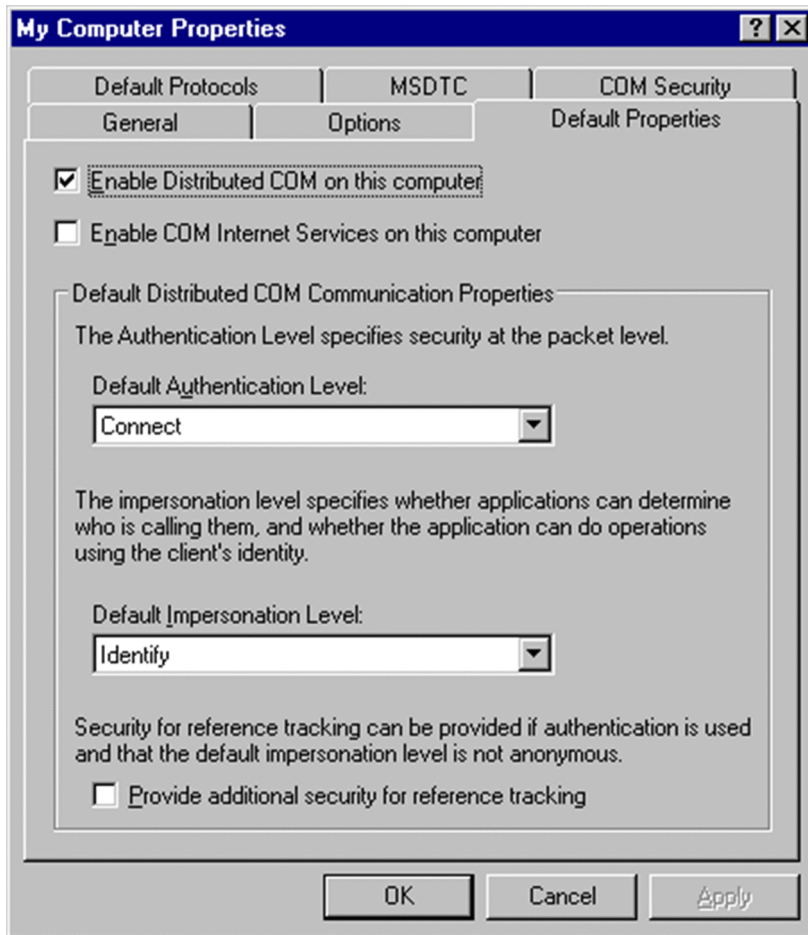 My Computer Properties
Default Protocols MSDTC COM Security
General Options Default Properties
Enable Distributed COM on this computer
Enable COM Internet Services on this computer
Default Distributed COM Communication Properties
The Authentication Level specifies security at the packet level.
Default Authentication Level:
Connect
The impersonation level specifies whether applications can determine
who is calling them, and whether the application can do operations
using the client's identity.
Default Impersonation Level:
Identify
Security for reference tracking can be provided if authentication is used
and that the default impersonation level is not anonymous.
Provide additional security for reference tracking
OK Cancel Apply